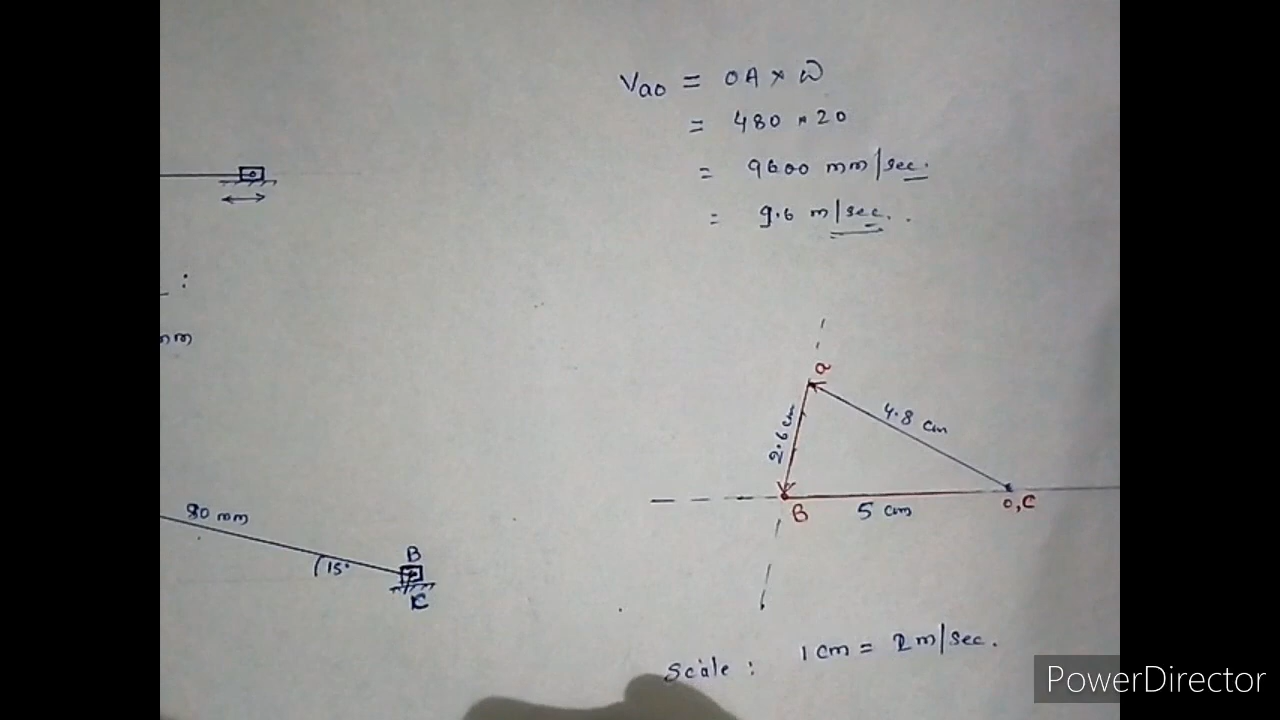 Vao = OA × ω
= 480 × 20
= 9600 mm/sec.
= 9.6 m/sec.
:
mm
a
4.8 cm
2.6 cm
B
5 cm
o,c
80 mm
15°
B
C
Scale : 1 cm = 2 m/sec.
PowerDirector